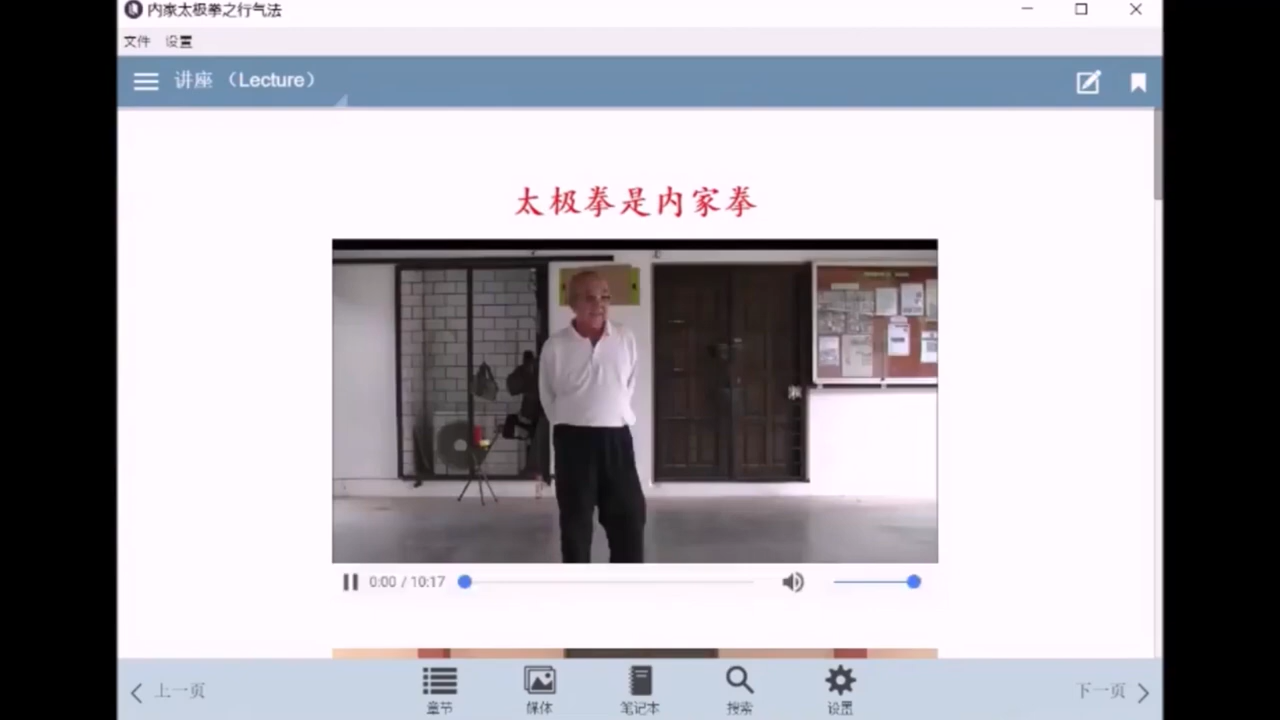 内家太极拳之行气法
文件 设置
讲座 （Lecture）
太极拳是内家拳
0:00 / 10:17
上一页
章节
媒体
笔记本
搜索
设置
下一页